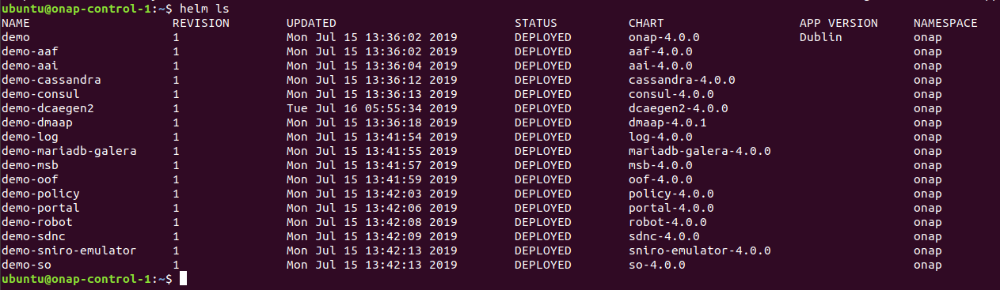 ubuntu@onap-control-1:~$ helm ls
NAME REVISION UPDATED STATUS CHART APP VERSION NAMESPACE
demo 1 Mon Jul 15 13:36:02 2019 DEPLOYED onap-4.0.0 Dublin onap
demo-aaf 1 Mon Jul 15 13:36:02 2019 DEPLOYED aaf-4.0.0 onap
demo-aai 1 Mon Jul 15 13:36:04 2019 DEPLOYED aai-4.0.0 onap
demo-cassandra 1 Mon Jul 15 13:36:12 2019 DEPLOYED cassandra-4.0.0 onap
demo-consul 1 Mon Jul 15 13:36:13 2019 DEPLOYED consul-4.0.0 onap
demo-dcaegen2 1 Tue Jul 16 05:55:34 2019 DEPLOYED dcaegen2-4.0.0 onap
demo-dmaap 1 Mon Jul 15 13:36:18 2019 DEPLOYED dmaap-4.0.1 onap
demo-log 1 Mon Jul 15 13:41:54 2019 DEPLOYED log-4.0.0 onap
demo-mariadb-galera 1 Mon Jul 15 13:41:55 2019 DEPLOYED mariadb-galera-4.0.0 onap
demo-msb 1 Mon Jul 15 13:41:57 2019 DEPLOYED msb-4.0.0 onap
demo-oof 1 Mon Jul 15 13:41:59 2019 DEPLOYED oof-4.0.0 onap
demo-policy 1 Mon Jul 15 13:42:03 2019 DEPLOYED policy-4.0.0 onap
demo-portal 1 Mon Jul 15 13:42:06 2019 DEPLOYED portal-4.0.0 onap
demo-robot 1 Mon Jul 15 13:42:08 2019 DEPLOYED robot-4.0.0 onap
demo-sdnc 1 Mon Jul 15 13:42:09 2019 DEPLOYED sdnc-4.0.0 onap
demo-sniro-emulator 1 Mon Jul 15 13:42:13 2019 DEPLOYED sniro-emulator-4.0.0 onap
demo-so 1 Mon Jul 15 13:42:13 2019 DEPLOYED so-4.0.0 onap
ubuntu@onap-control-1:~$